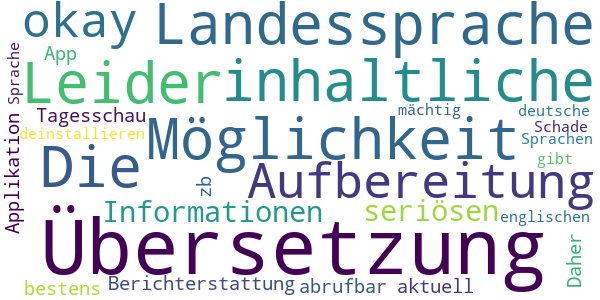 okay Landessprache
App
Sprache
Leider inhaltliche
Tagesschau
mächtig
deutsche
deinstallieren
Möglichkeit
Schade
Sprachen
Applikation
Die
zb
Aufbereitung
gibt
Informationen
seriösen
englischen
Übersetzung
Daher
bestens
Berichterstattung
abrufbar
aktuell